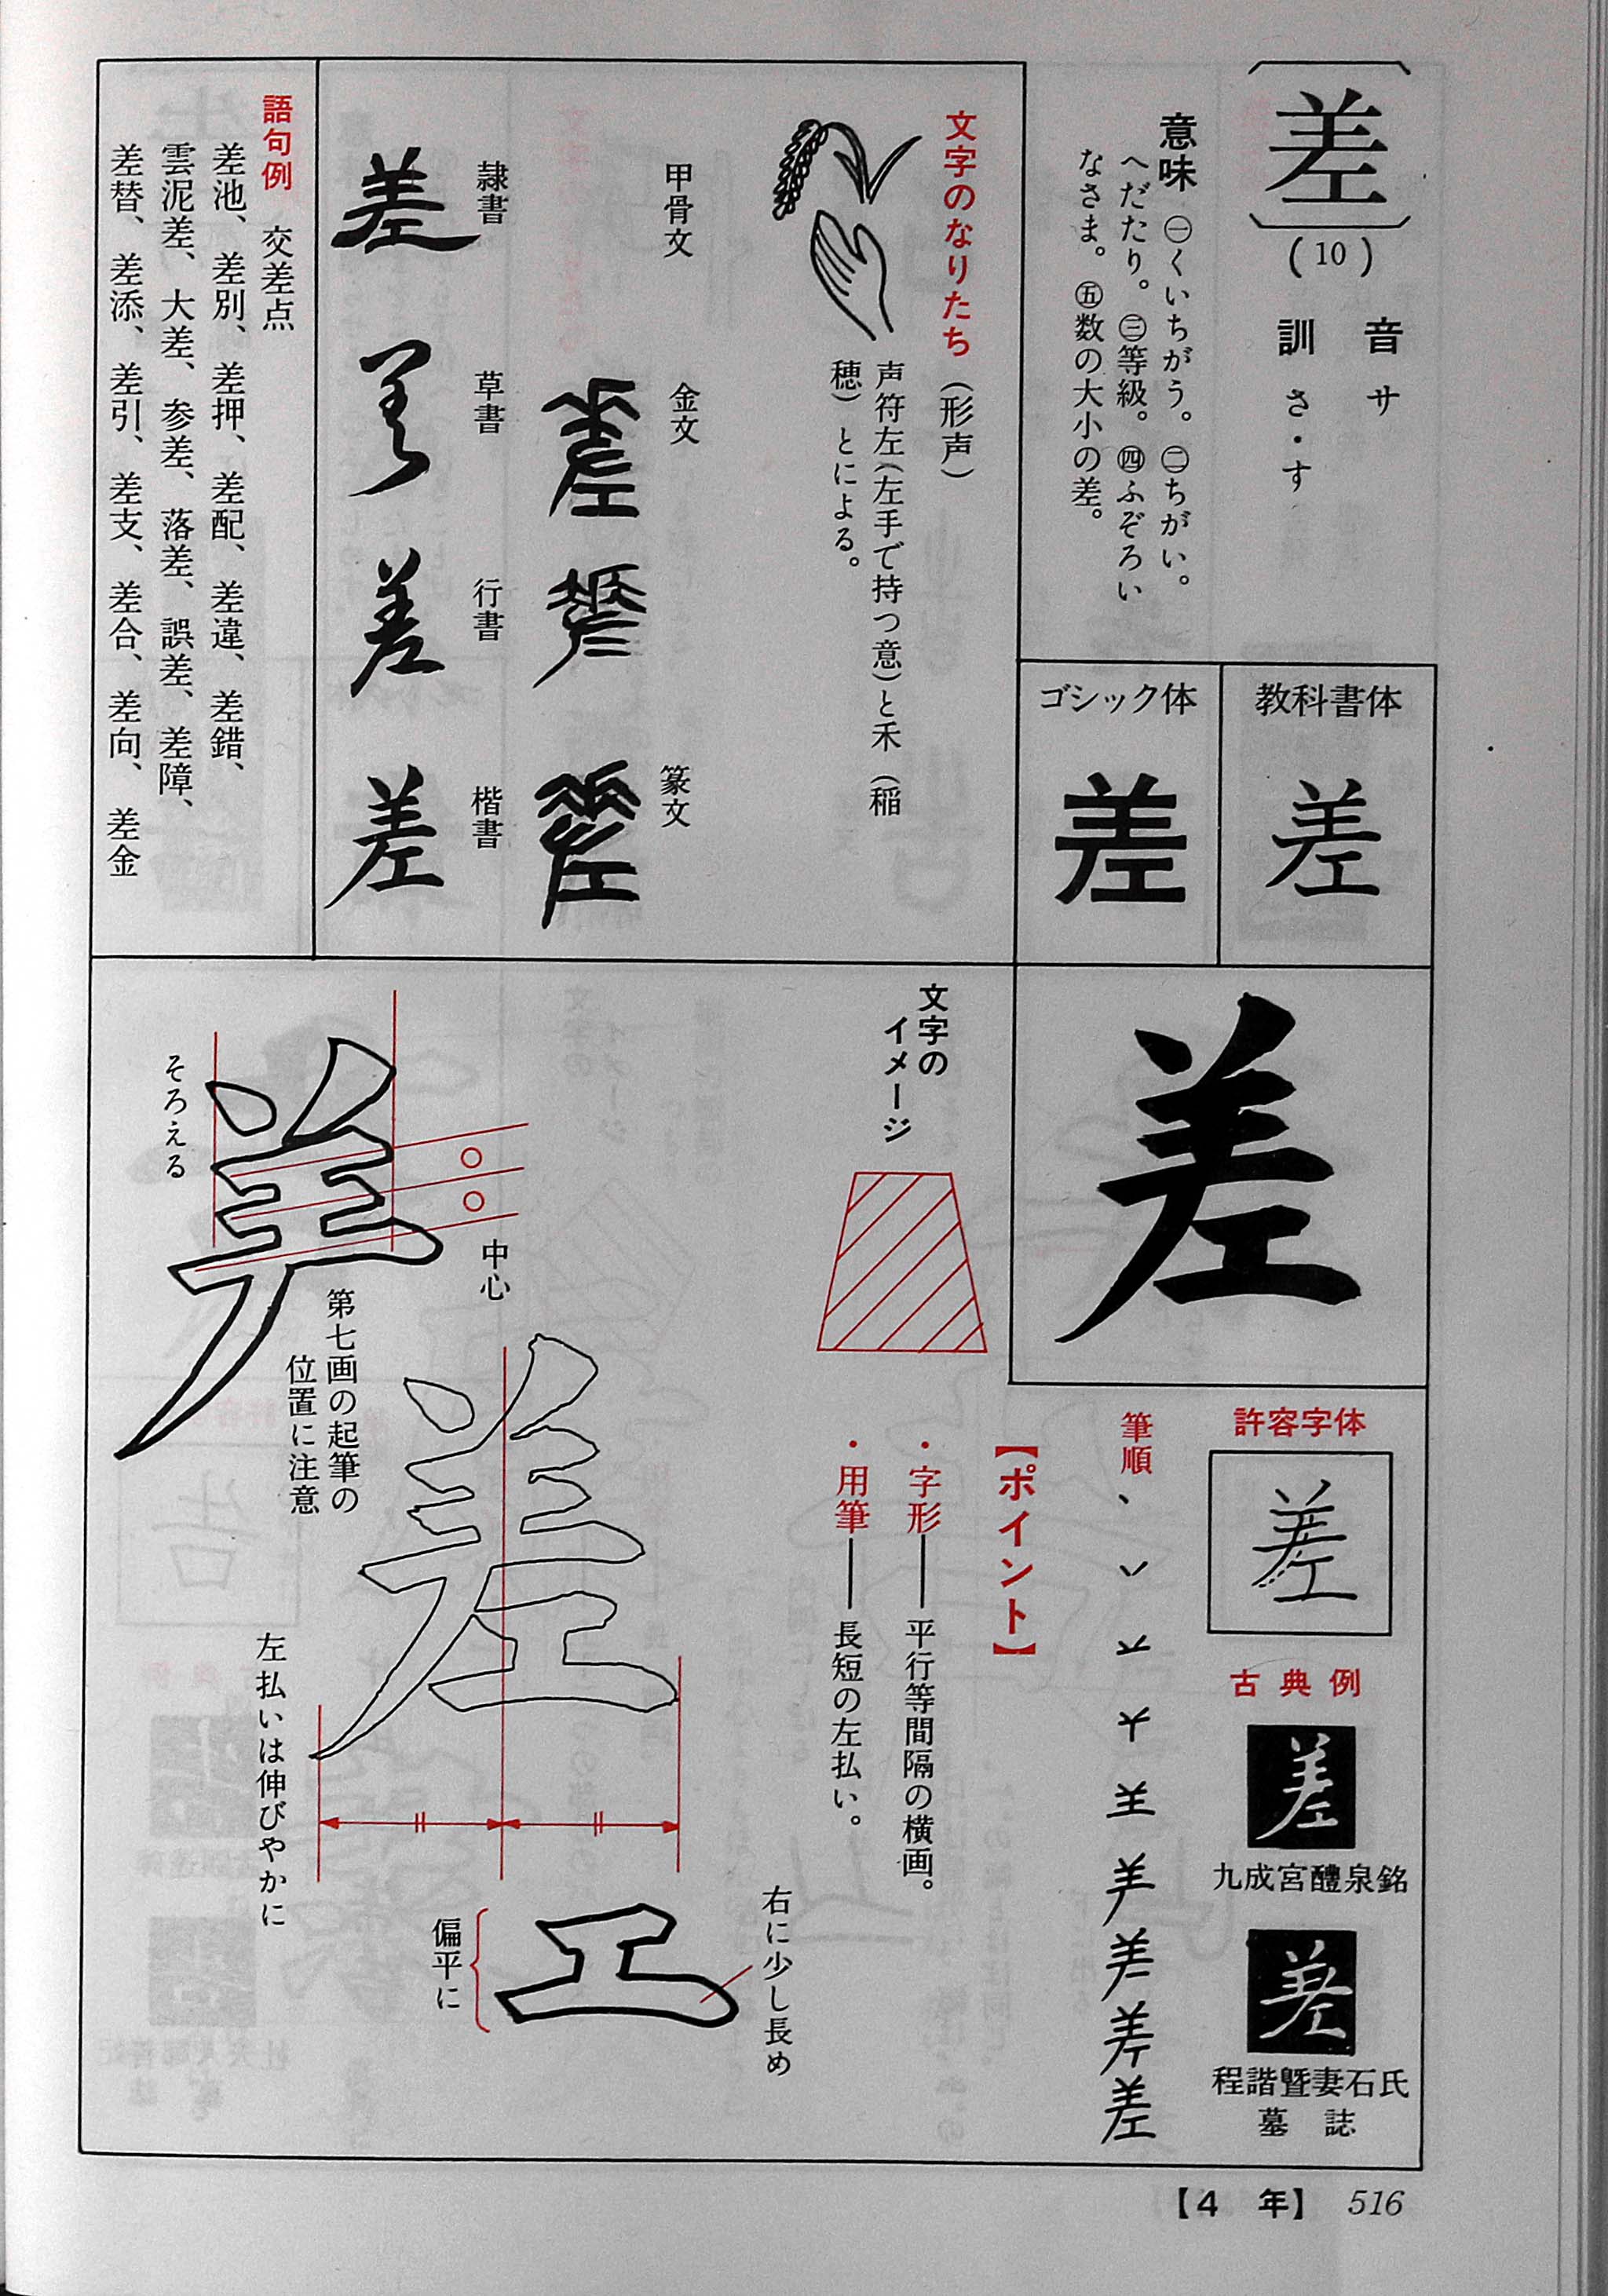 〔差〕
(10)
音 サ
訓 さ・す
意味 ㊀くいちがう。㊁ちがい。
へだたり。㊂等級。㊃ふぞろい
なさま。㊄数の大小の差。
教科書体
差
ゴシック体
差
文字のなりたち(形声)
声符左(左手で持つ意)と禾(稲
穂)とによる。
甲骨文
金文
篆文
隷書
差
草書
差
行書
差
楷書
差
語句例 交差点
差池、差別、差押、差配、差違、差錯、
雲泥差、大差、参差、落差、誤差、差障、
差替、差添、差引、差支、差合、差向、差金
差
許容字体
差
古典例
差
九成宮醴泉銘
差
程諧曁妻石氏
墓誌
筆順
差
【ポイント】
・字形──平行等間隔の横画。
・用筆──長短の左払い。
文字の
イメージ
中心
そろえる
第七画の起筆の
位置に注意
差
左払いは伸びやかに
右に少し長め
工
偏平に
【4 年】 516